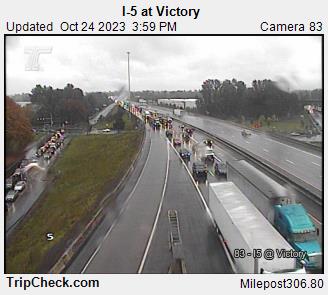 I-5 at Victory
Updated Oct 24 2023 3:59 PM Camera 83
S
83 - I5 @ Victory
TripCheck.com Milepost306.80